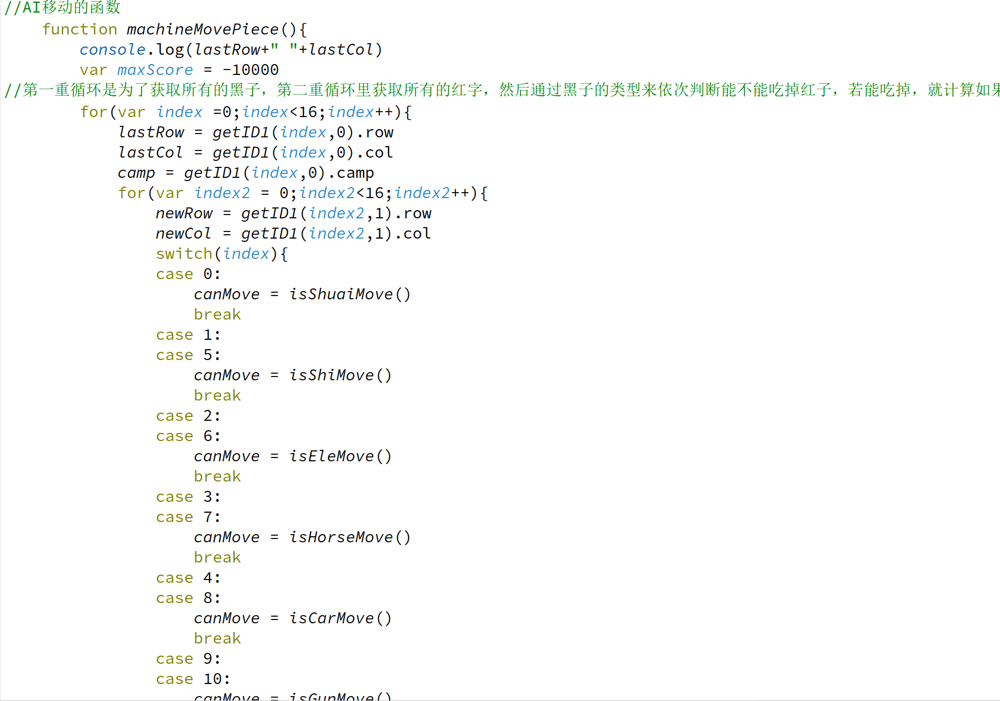 //AI移动的函数
function machineMovePiece(){
console.log(lastRow+" "+lastCol)
var maxScore = -10000
//第一重循环是为了获取所有的黑子，第二重循环里获取所有的红字，然后通过黑子的类型来依次判断能不能吃掉红子，若能吃掉，就计算如果
for(var index =0;index<16;index++){
lastRow = getID1(index,0).row
lastCol = getID1(index,0).col
camp = getID1(index,0).camp
for(var index2 = 0;index2<16;index2++){
newRow = getID1(index2,1).row
newCol = getID1(index2,1).col
switch(index){
case 0:
canMove = isShuaiMove()
break
case 1:
case 5:
canMove = isShiMove()
break
case 2:
case 6:
canMove = isEleMove()
break
case 3:
case 7:
canMove = isHorseMove()
break
case 4:
case 8:
canMove = isCarMove()
break
case 9:
case 10:
canMove = isGunMove()